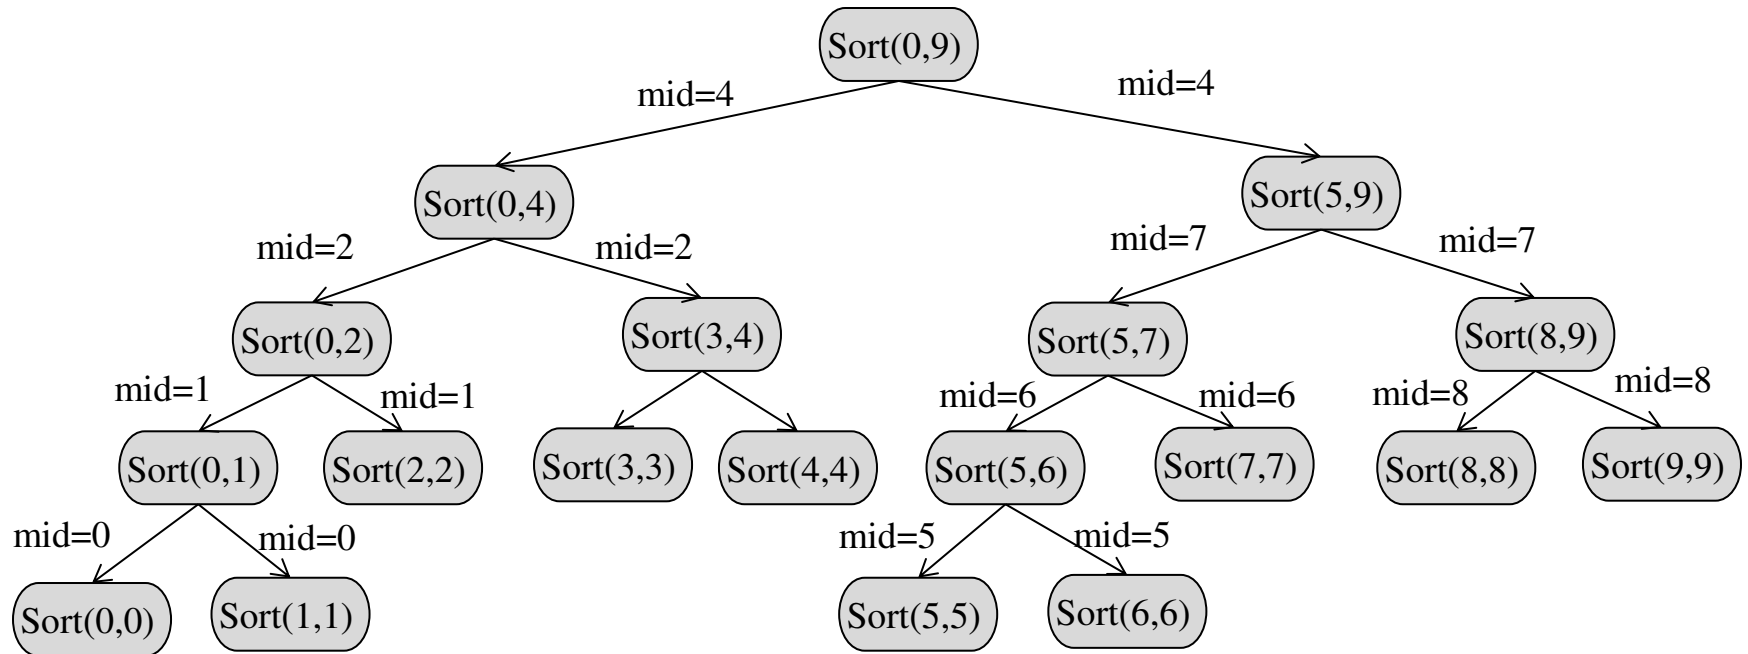 Sort(0,9)
mid=4
mid=4
Sort(0,4)
Sort(5,9)
mid=2
mid=2
mid=7
mid=7
Sort(0,2)
Sort(3,4)
Sort(5,7)
Sort(8,9)
mid=1
mid=1
mid=6
mid=6
mid=8
mid=8
Sort(0,1)
Sort(2,2)
Sort(3,3)
Sort(4,4)
Sort(5,6)
Sort(7,7)
Sort(8,8)
Sort(9,9)
mid=0
mid=0
mid=5
mid=5
Sort(0,0)
Sort(1,1)
Sort(5,5)
Sort(6,6)